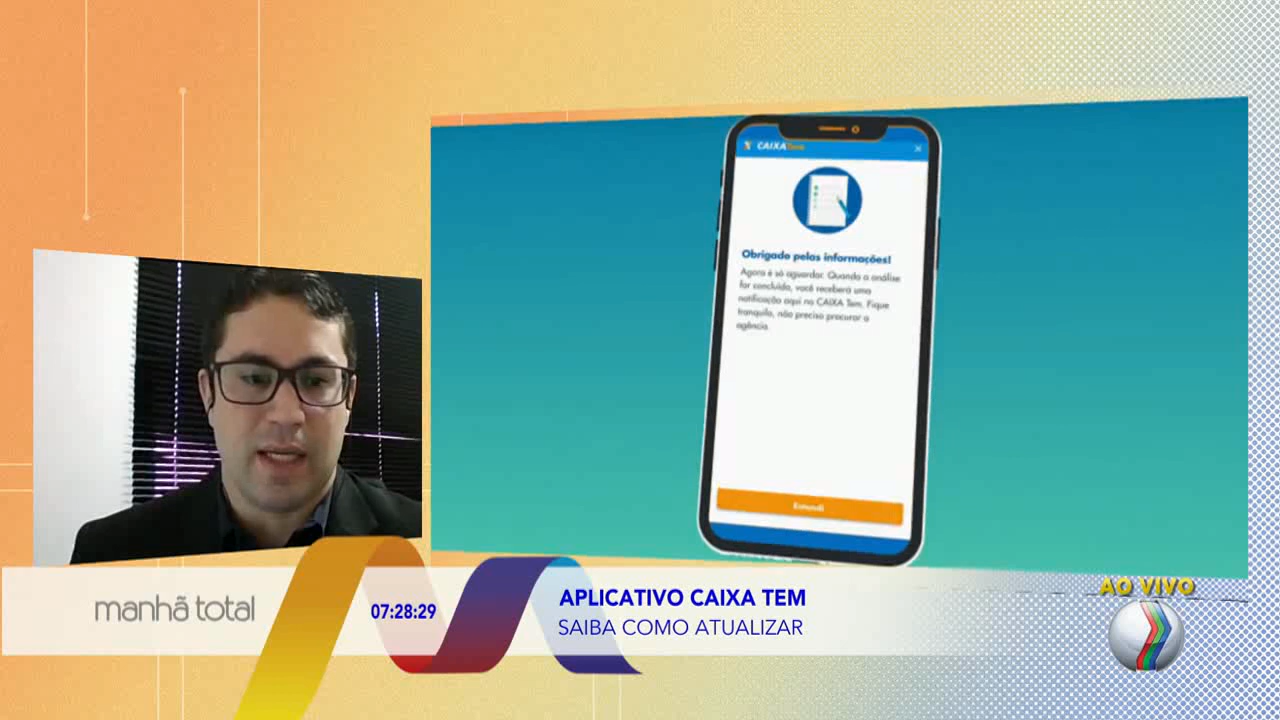 CAIXATem
Obrigado pelas informações!
Agora é só aguardar. Quando a análise
for concluída, você receberá uma
notificação aqui no CAIXA Tem. Fique
tranquilo, não precisa procurar a
agência.
Entendi
manhã total
07:28:29
APLICATIVO CAIXA TEM
SAIBA COMO ATUALIZAR
AO VIVO